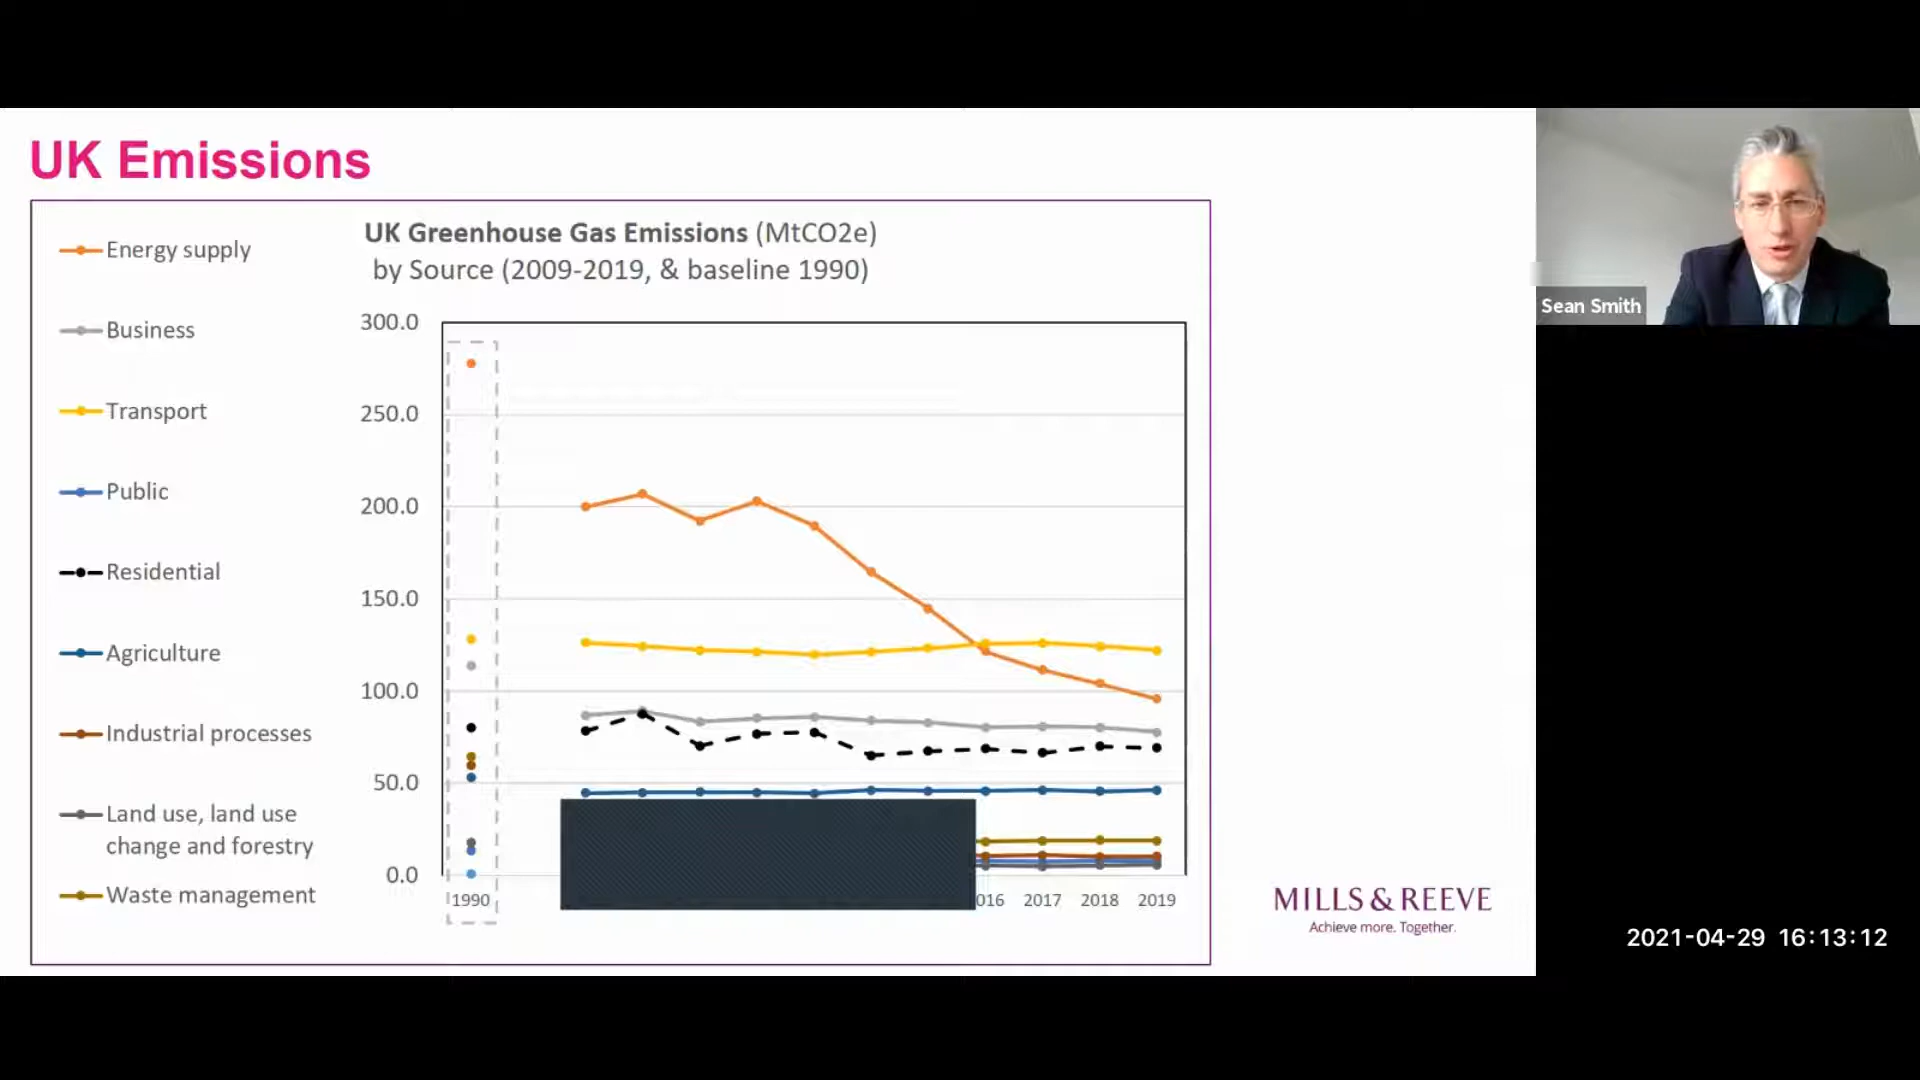 UK Emissions
UK Greenhouse Gas Emissions (MtCO2e)
by Source (2009-2019, & baseline 1990)
Energy supply
Business
Transport
Public
Residential
Agriculture
Industrial processes
Land use, land use
change and forestry
Waste management
300.0
250.0
200.0
150.0
100.0
50.0
0.0
1990
016 2017 2018 2019
MILLS & REEVE
Achieve more. Together.
Sean Smith
2021-04-29 16:13:12